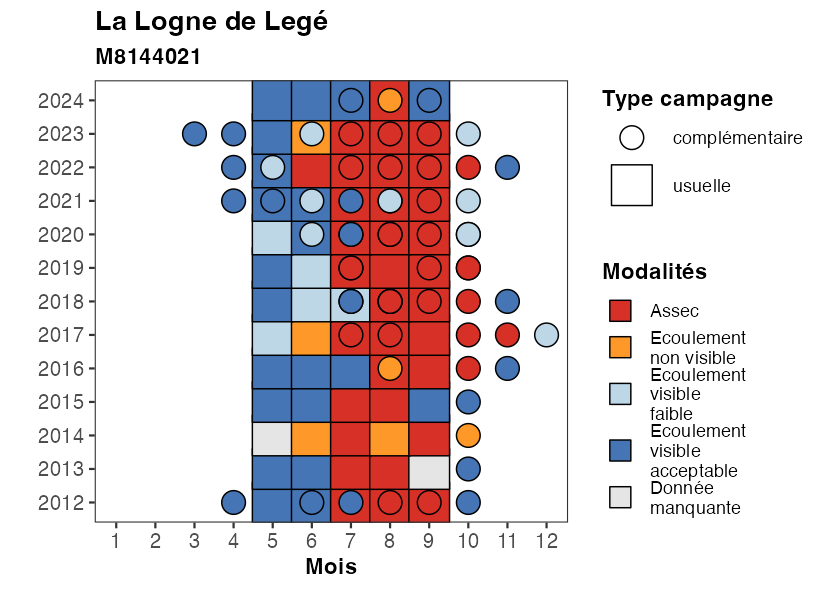 La Logne de Legé
M8144021
2024
2023
2022
2021
2020
2019
2018
2017
2016
2015
2014
2013
2012
1 2 3 4 5 6 7 8 9 10 11 12
Mois
Type campagne
complémentaire
usuelle
Modalités
Assec
Ecoulement
non visible
Ecoulement
visible
faible
Ecoulement
visible
acceptable
Donnée
manquante